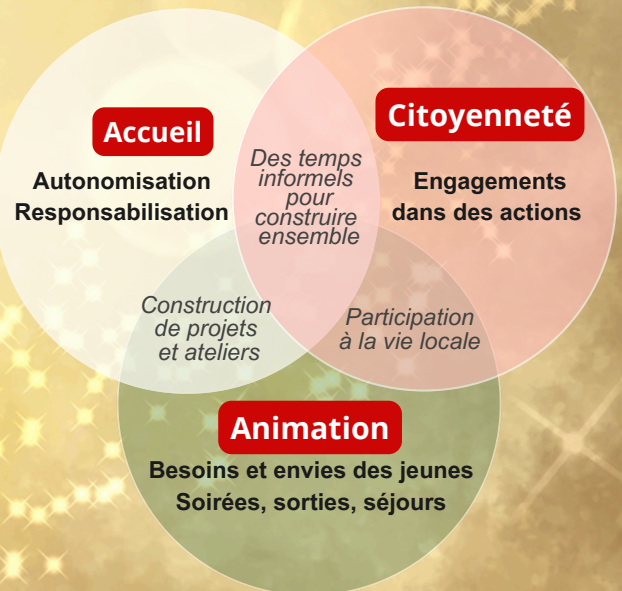 Accueil
Autonomisation
Responsabilisation
Des temps
informels
pour
construire
ensemble
Citoyenneté
Engagements
dans des actions
Construction
de projets
et ateliers
Participation
à la vie locale
Animation
Besoins et envies des jeunes
Soirées, sorties, séjours